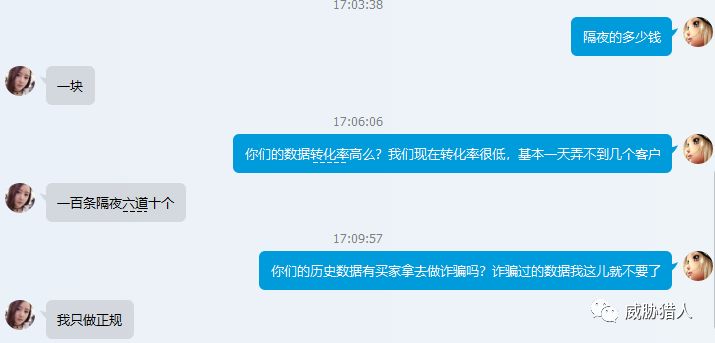 17:03:38
隔夜的多少钱
一块
17:06:06
你们的数据转化率高么？我们现在转化率很低，基本一天弄不到几个客户
一百条隔夜六道十个
17:09:57
你们的历史数据有买家拿去做诈骗吗？诈骗过的数据我这儿就不要了
我只做正规
威胁猎人